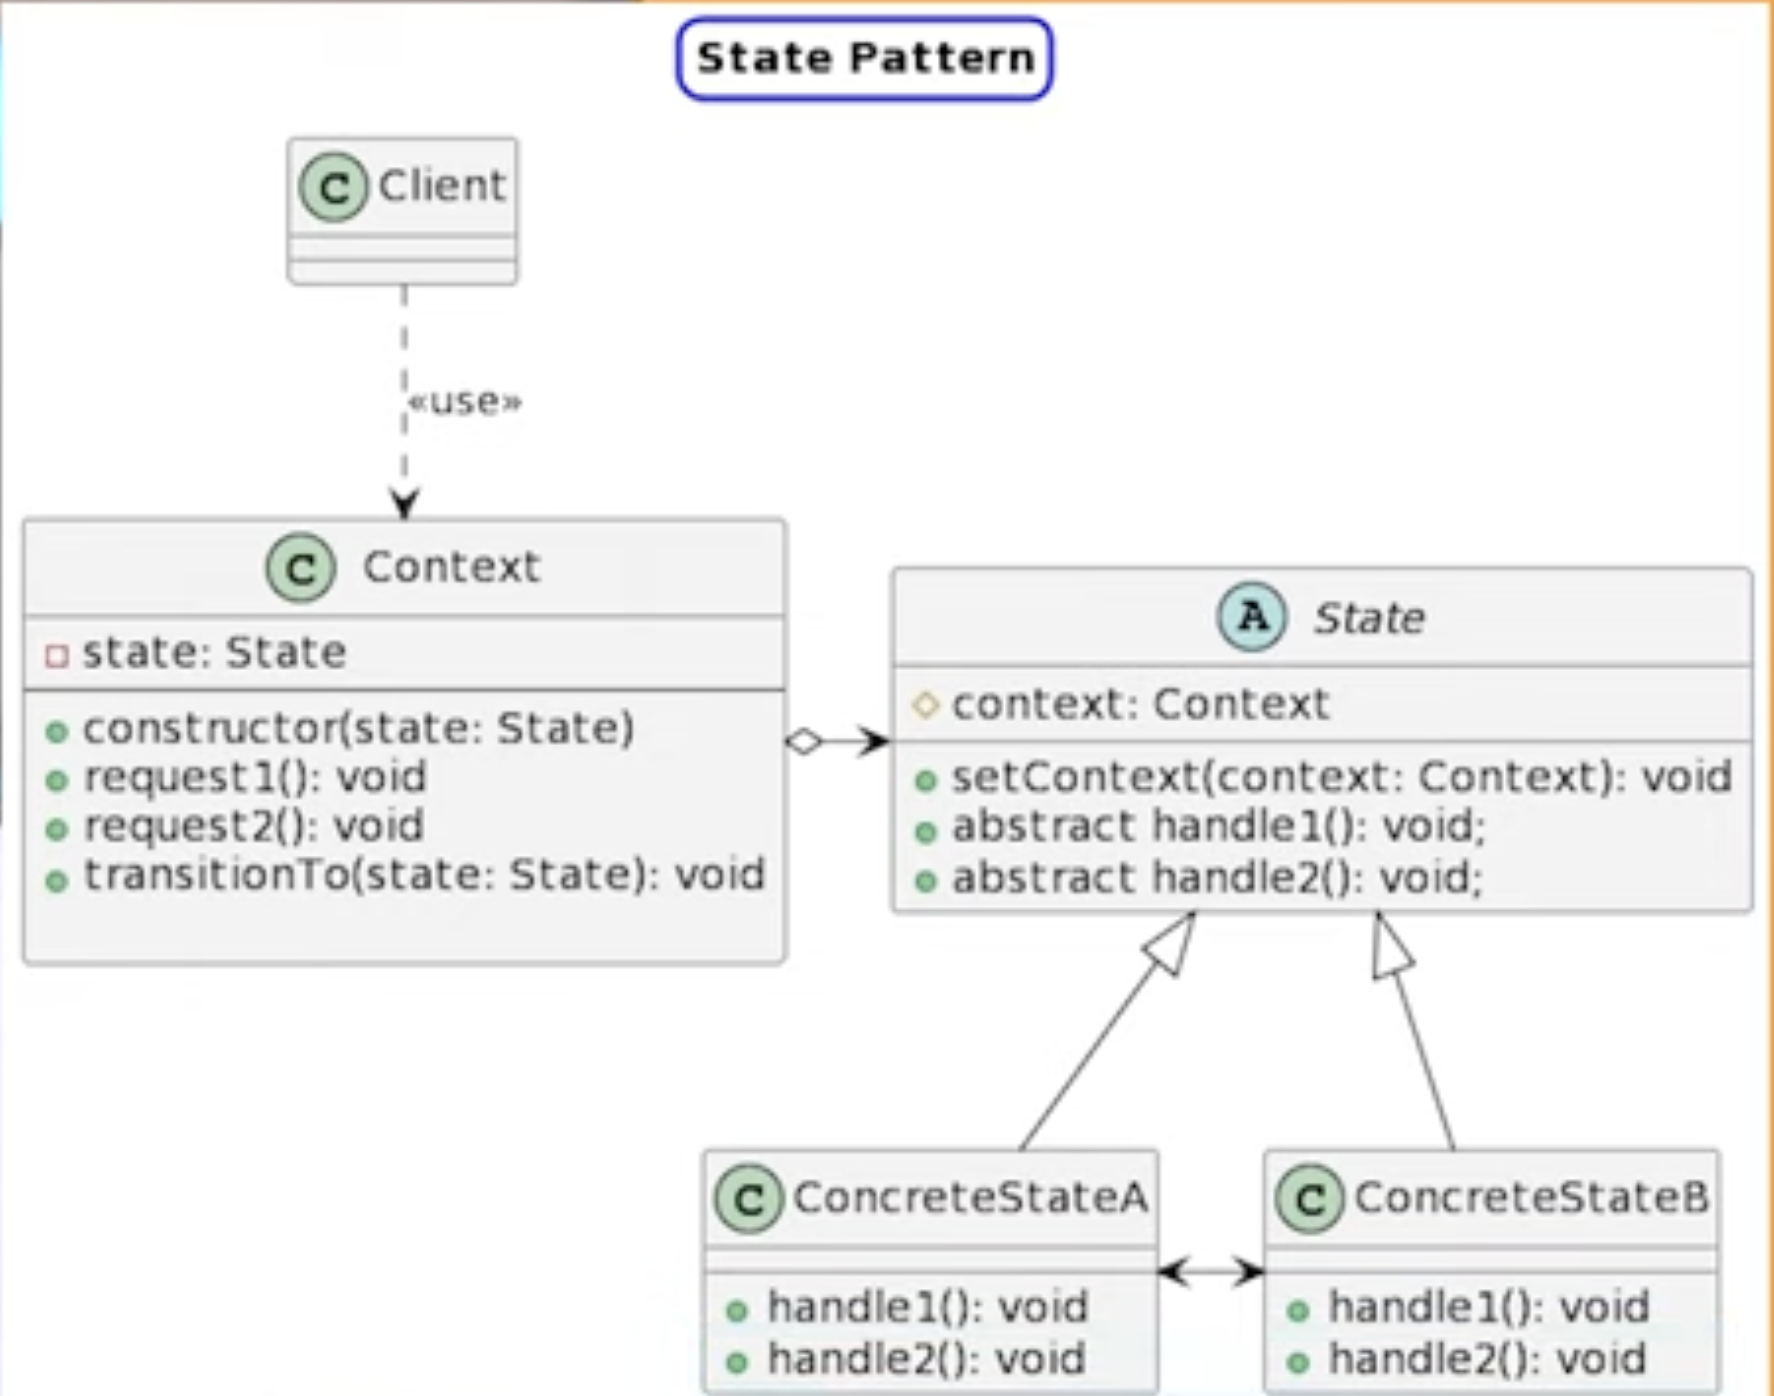 State Pattern
C Client
«use»
C Context
state: State
constructor(state: State)
request1(): void
request2(): void
transitionTo(state: State): void
A State
context: Context
setContext(context: Context): void
abstract handle1(): void;
abstract handle2(): void;
C ConcreteStateA
handle1(): void
handle2(): void
C ConcreteStateB
handle1(): void
handle2(): void